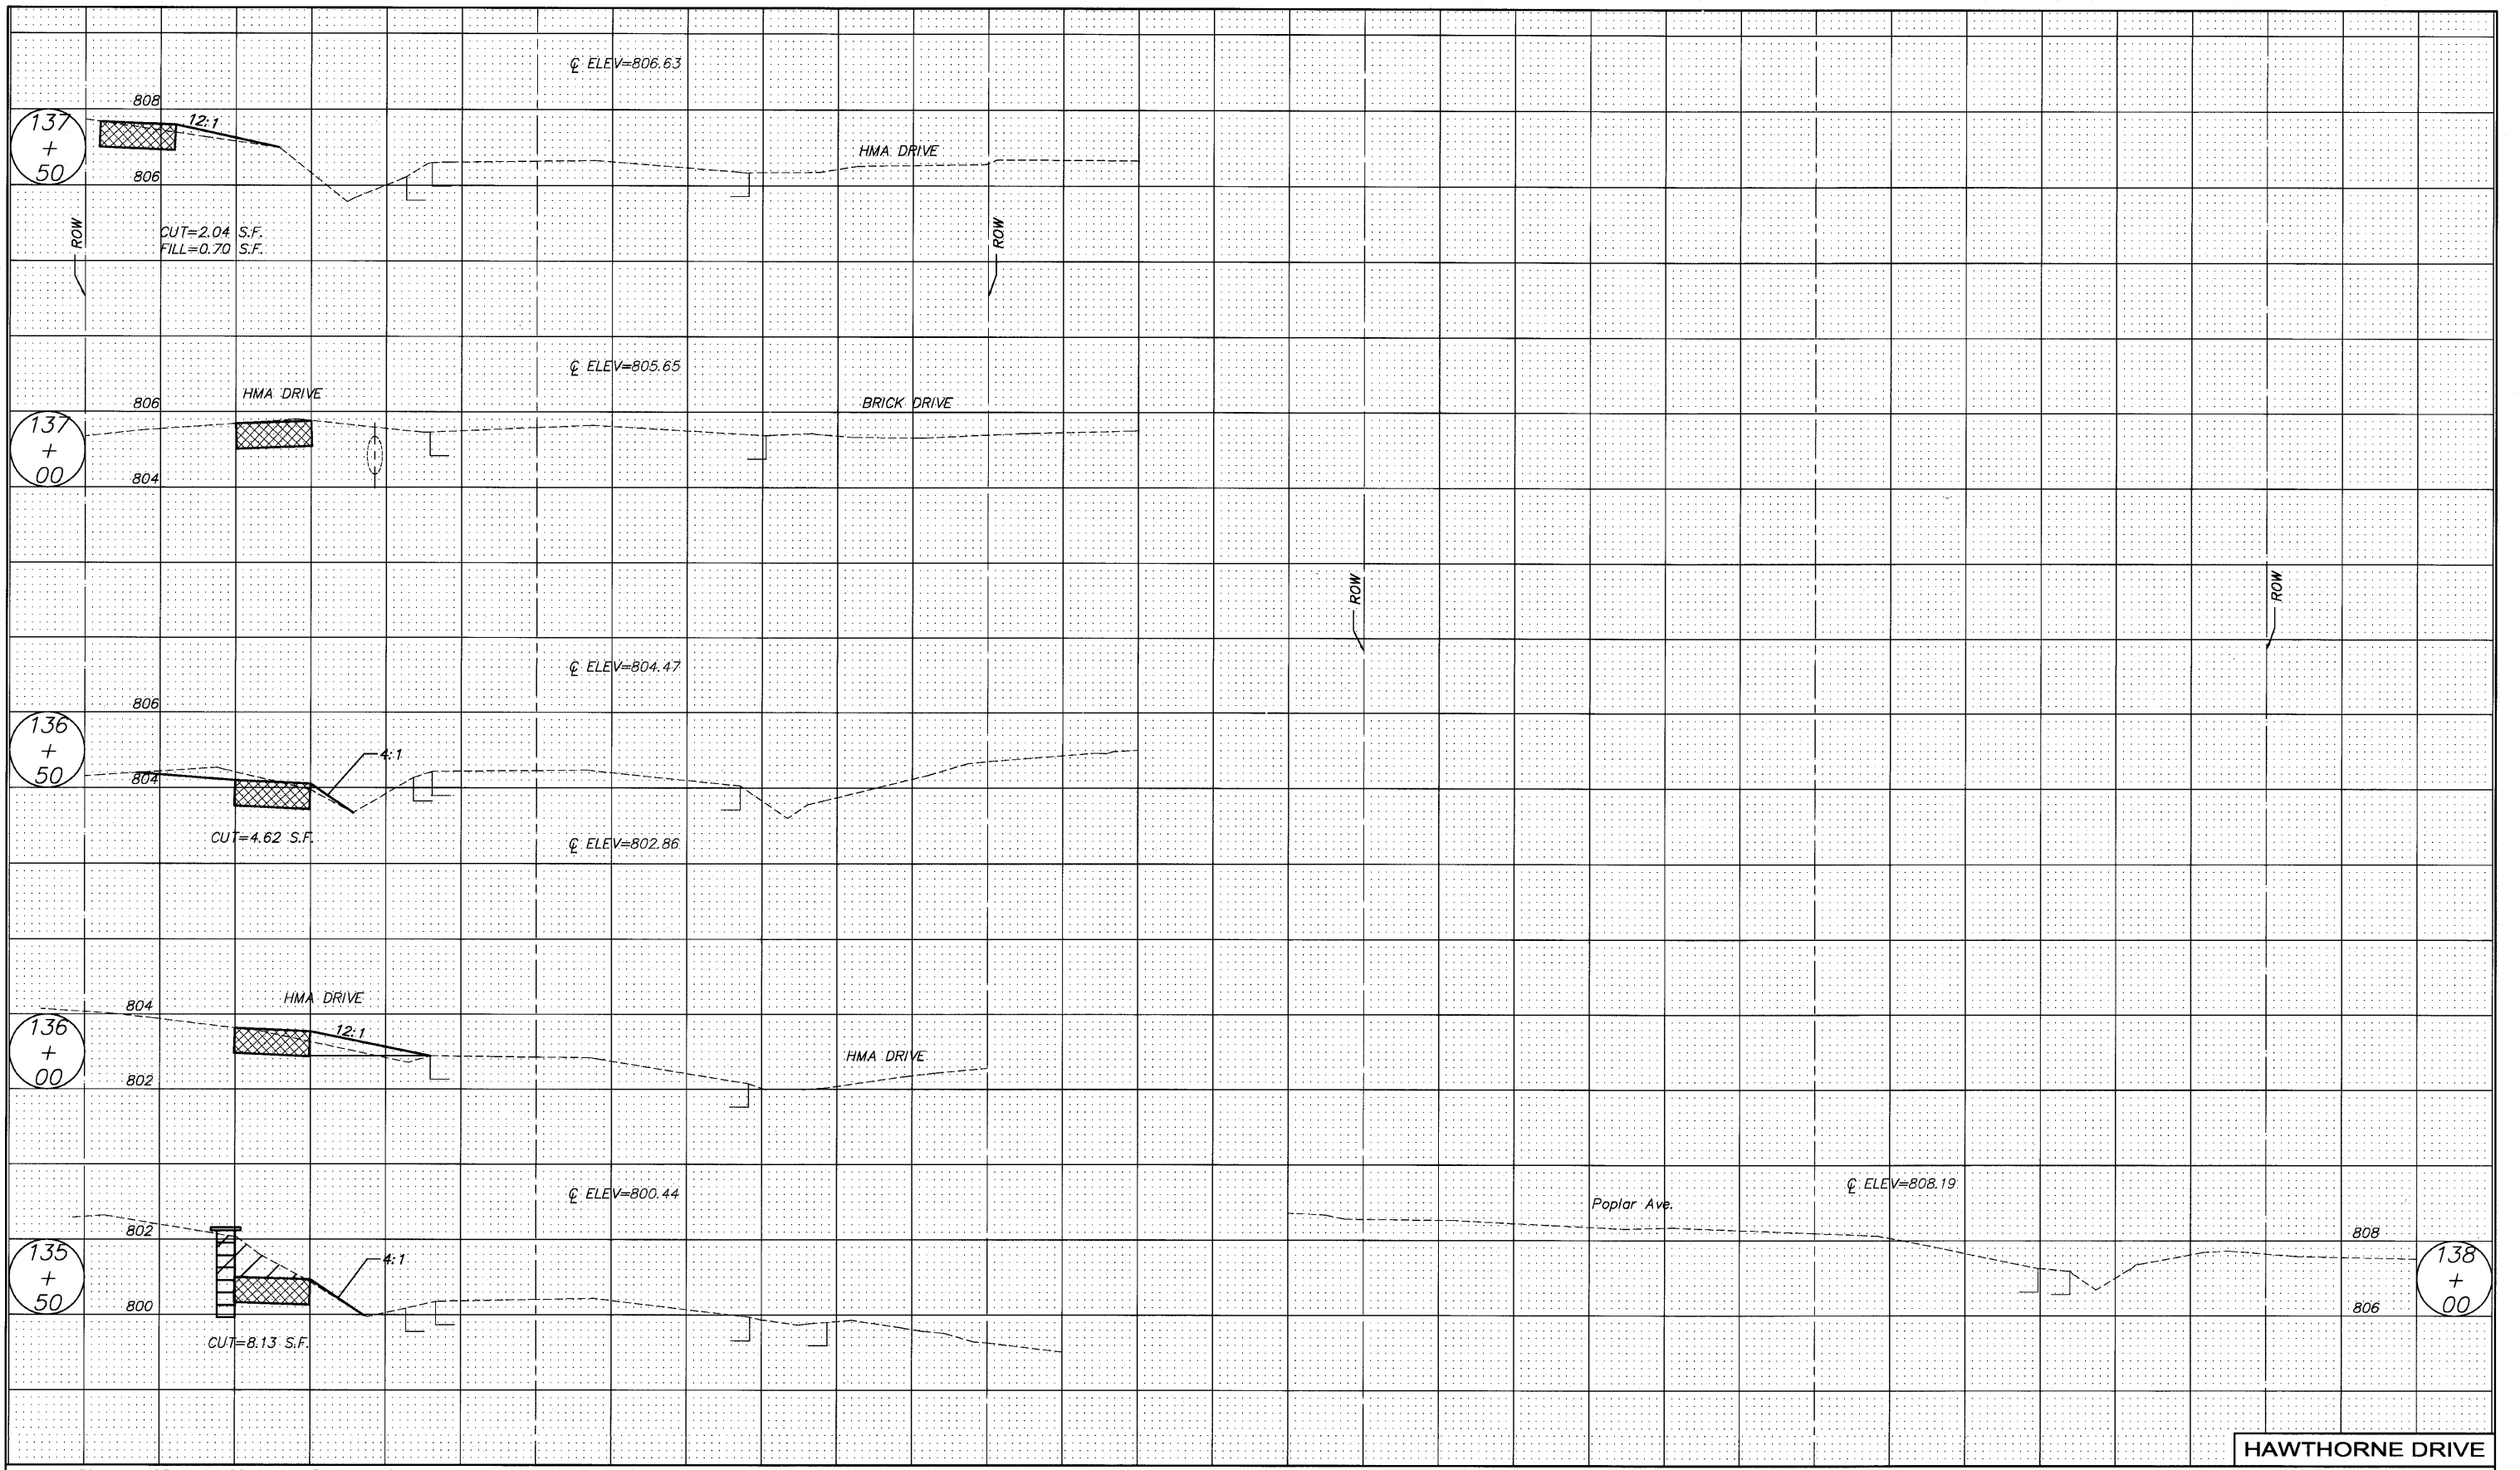 ℄ ELEV=806.63
808
137
+
50
12:1
HMA DRIVE
806
ROW
CUT=2.04 S.F.
FILL=0.70 S.F.
ROW
℄ ELEV=805.65
HMA DRIVE
806
BRICK DRIVE
137
+
00
804
ROW
ROW
℄ ELEV=804.47
806
136
+
50
4:1
804
CUT=4.62 S.F.
℄ ELEV=802.86
HMA DRIVE
804
136
+
00
12:1
HMA DRIVE
802
℄ ELEV=800.44
802
135
+
50
4:1
800
CUT=8.13 S.F.
℄ ELEV=808.19
Poplar Ave.
808
138
+
00
806
HAWTHORNE DRIVE